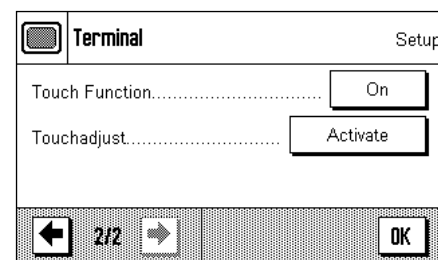 Terminal Setup
Touch Function.............................. On
Touchadjust........................... Activate
2/2 OK